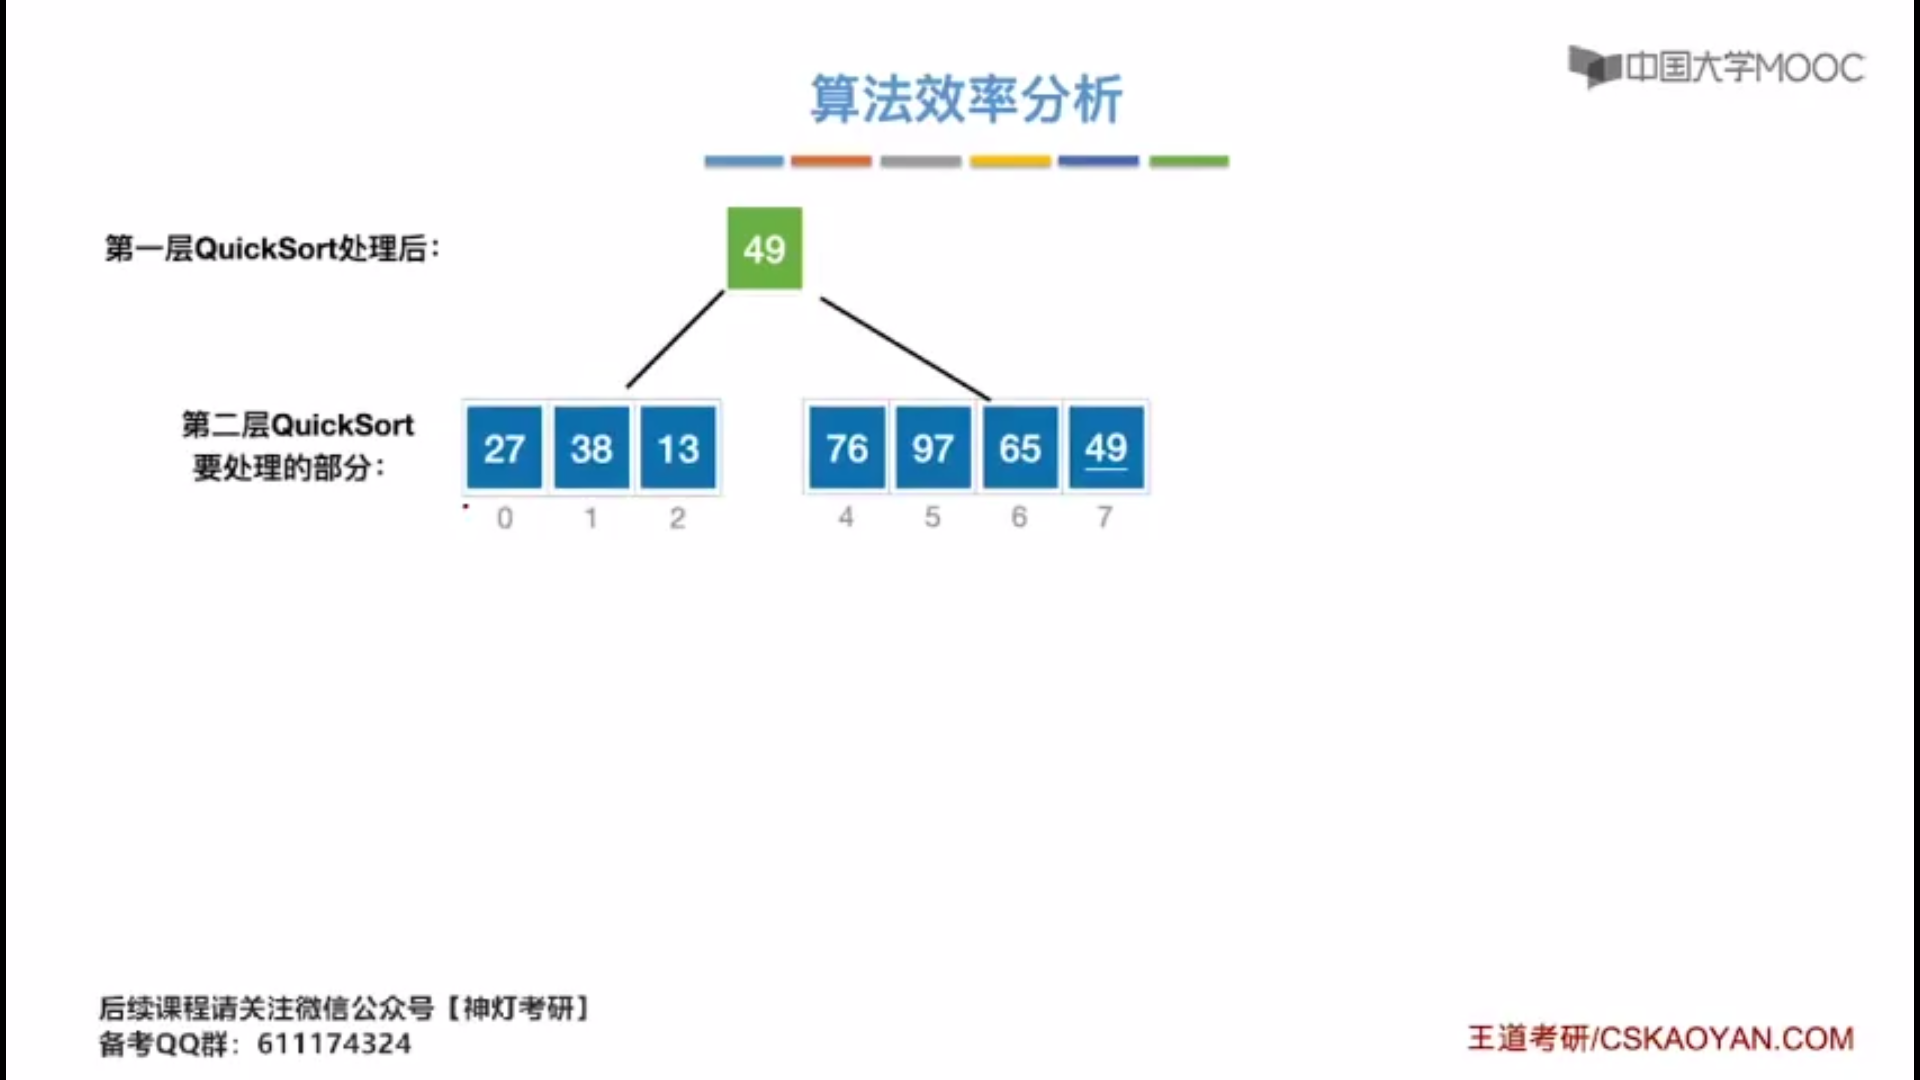 中国大学MOOC
算法效率分析
第一层QuickSort处理后：
49
第二层QuickSort
要处理的部分：
27 38 13 76 97 65 49
0 1 2 4 5 6 7
后续课程请关注微信公众号【神灯考研】
备考QQ群：611174324
王道考研/CSKAOYAN.COM